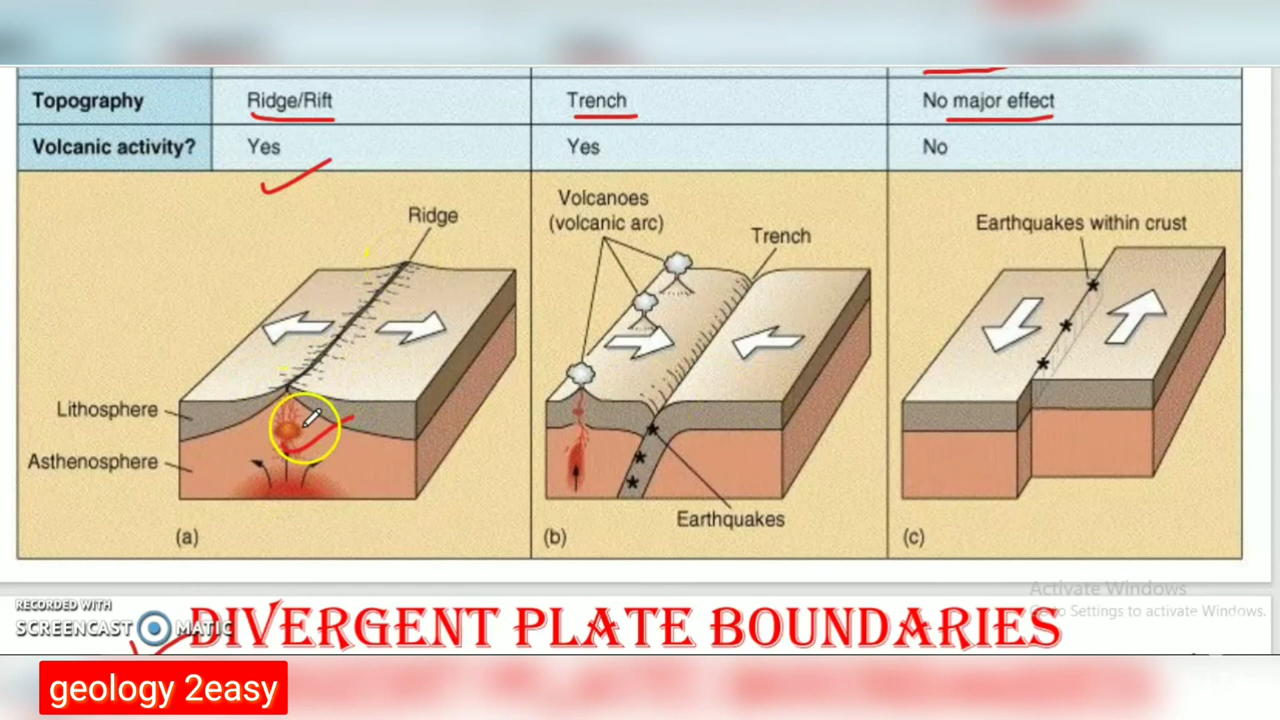 Topography Ridge/Rift Trench No major effect
Volcanic activity? Yes Yes No
Volcanoes
(volcanic arc)
Ridge
Trench
Earthquakes within crust
Lithosphere
Asthenosphere
Earthquakes
(a) (b) (c)
Activate Windows
Go to Settings to activate Windows.
RECORDED WITH
SCREENCAST MATIC
DIVERGENT PLATE BOUNDARIES
geology 2easy